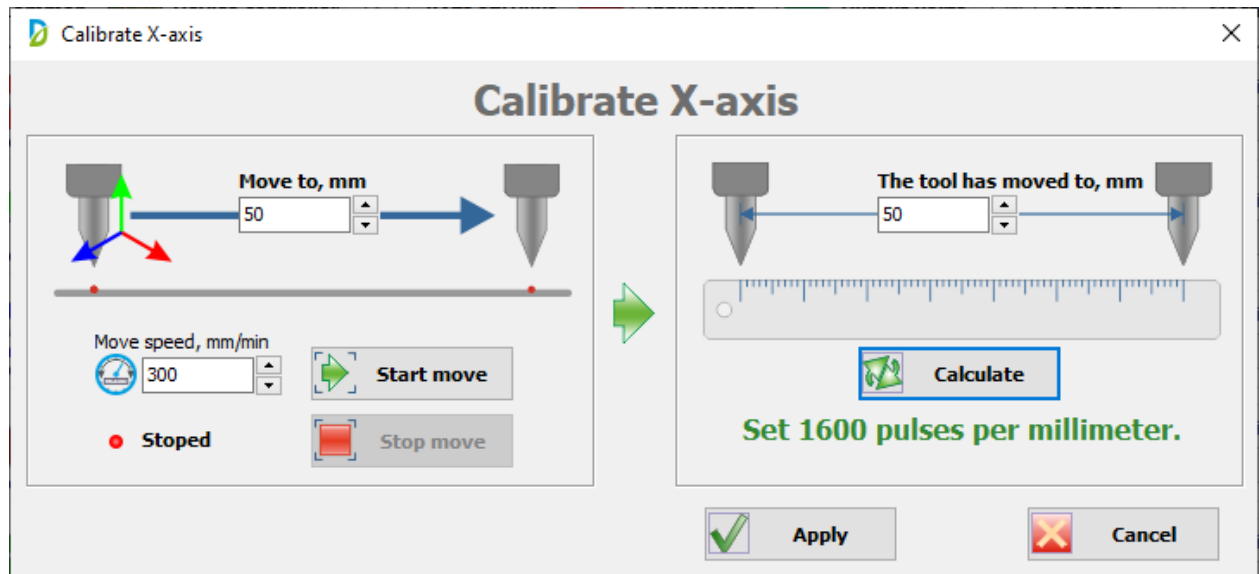 Calibrate X-axis
Calibrate X-axis
Move to, mm
50
Move speed, mm/min
300
Start move
Stoped
Stop move
The tool has moved to, mm
50
Calculate
Set 1600 pulses per millimeter.
Apply
Cancel